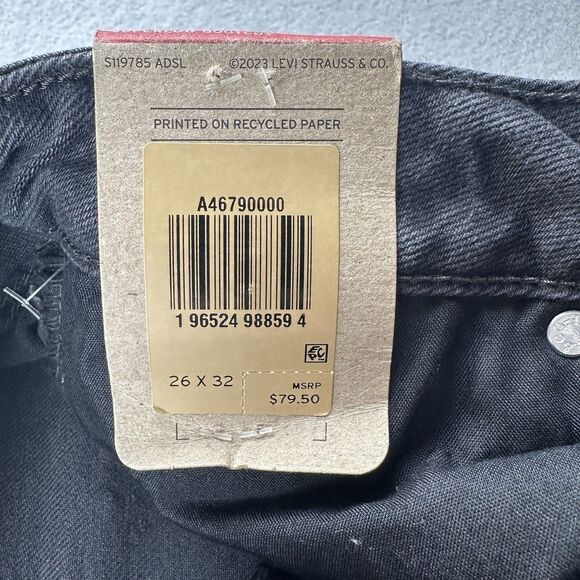 S119785 ADSL ©2023 LEVI STRAUSS & CO.
PRINTED ON RECYCLED PAPER
A46790000
1 96524 98859 4
26 X 32
MSRP
$79.50